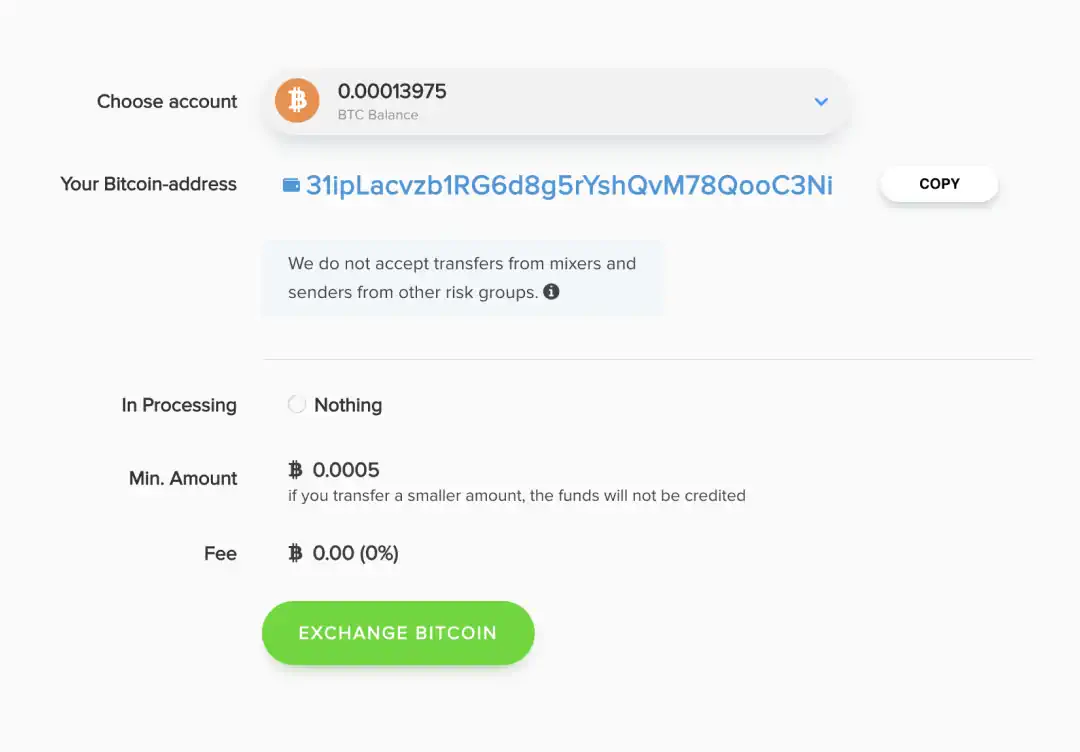 Choose account
0.00013975
BTC Balance
Your Bitcoin-address
31ipLacvzb1RG6d8g5rYshQvM78QooC3Ni
COPY
We do not accept transfers from mixers and
senders from other risk groups.
In Processing
Nothing
Min. Amount
0.0005
if you transfer a smaller amount, the funds will not be credited
Fee
0.00 (0%)
EXCHANGE BITCOIN